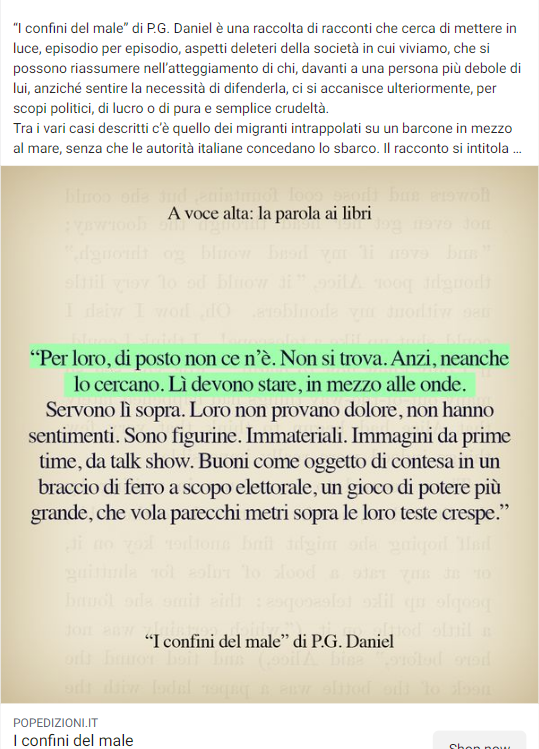 “I confini del male” di P.G. Daniel è una raccolta di racconti che cerca di mettere in
luce, episodio per episodio, aspetti deleteri della società in cui viviamo, che si
possono riassumere nell’atteggiamento di chi, davanti a una persona più debole di
lui, anziché sentire la necessità di difenderla, ci si accanisce ulteriormente, per
scopi politici, di lucro o di pura e semplice crudeltà.
Tra i vari casi descritti c’è quello dei migranti intrappolati su un barcone in mezzo
al mare, senza che le autorità italiane concedano lo sbarco. Il racconto si intitola ...
A voce alta: la parola ai libri
“Per loro, di posto non ce n’è. Non si trova. Anzi, neanche
lo cercano. Lì devono stare, in mezzo alle onde.
Servono lì sopra. Loro non provano dolore, non hanno
sentimenti. Sono figurine. Immateriali. Immagini da prime
time, da talk show. Buoni come oggetto di contesa in un
braccio di ferro a scopo elettorale, un gioco di potere più
grande, che vola parecchi metri sopra le loro teste crespe.”
“I confini del male” di P.G. Daniel
POPEDIZIONI.IT
I confini del male
Shop now